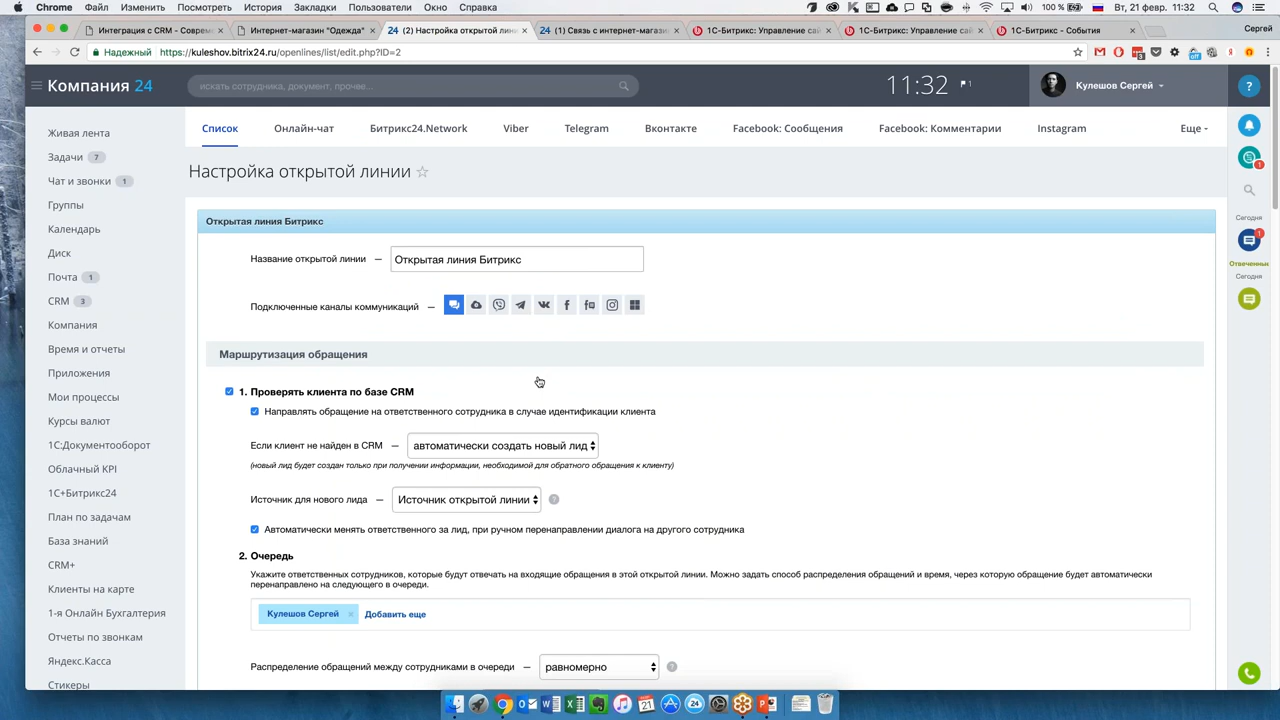 Chrome Файл Изменить Посмотреть История Закладки Пользователи Окно Справка 100 % Вт, 21 февр. 11:32
Интеграция с CRM - Соврем
Интернет-магазин "Одежда"
24 (2) Настройка открытой лини
24 (1) Связь с интернет-магази
1С-Битрикс: Управление сай
1С-Битрикс: Управление сай
1С-Битрикс - События
Сергей
Надежный https://kuleshov.bitrix24.ru/openlines/list/edit.php?ID=2
Компания 24
искать сотрудника, документ, прочее...
11:32 1
Кулешов Сергей
?
Живая лента
Задачи 7
Чат и звонки 1
Группы
Календарь
Диск
Почта 1
CRM 3
Компания
Время и отчеты
Приложения
Мои процессы
Курсы валют
1С:Документооборот
Облачный KPI
1С+Битрикс24
План по задачам
База знаний
CRM+
Клиенты на карте
1-я Онлайн Бухгалтерия
Отчеты по звонкам
Яндекс.Касса
Стикеры
Список Онлайн-чат Битрикс24.Network Viber Telegram Вконтакте Facebook: Сообщения Facebook: Комментарии Instagram Еще
Настройка открытой линии
Открытая линия Битрикс
Название открытой линии — Открытая линия Битрикс
Подключенные каналы коммуникаций —
Маршрутизация обращения
1. Проверять клиента по базе CRM
Направлять обращение на ответственного сотрудника в случае идентификации клиента
Если клиент не найден в CRM — автоматически создать новый лид
(новый лид будет создан только при получении информации, необходимой для обратного обращения к клиенту)
Источник для нового лида — Источник открытой линии ?
Автоматически менять ответственного за лид, при ручном перенаправлении диалога на другого сотрудника
2. Очередь
Укажите ответственных сотрудников, которые будут отвечать на входящие обращения в этой открытой линии. Можно задать способ распределения обращений и время, через которую обращение будет автоматически
перенаправлено на следующего в очереди.
Кулешов Сергей × Добавить еще
Распределение обращений между сотрудниками в очереди — равномерно ?
1
Сегодня
1
Отвеченные
Сегодня